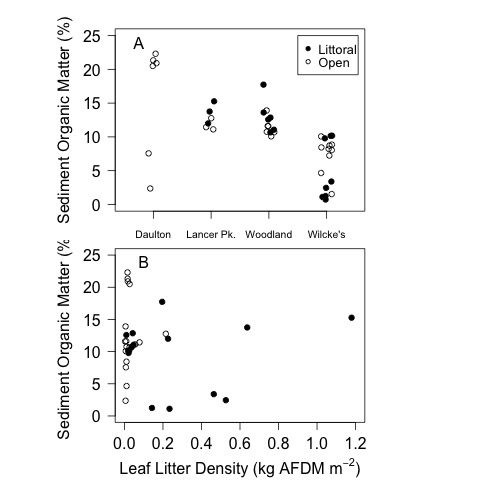 A
Littoral
Open
Sediment Organic Matter (%)
25
20
15
10
5
0
Daulton
Lancer Pk.
Woodland
Wilcke's
B
Sediment Organic Matter (%
25
20
15
10
5
0
0.0 0.2 0.4 0.6 0.8 1.0 1.2
Leaf Litter Density (kg AFDM m⁻²)